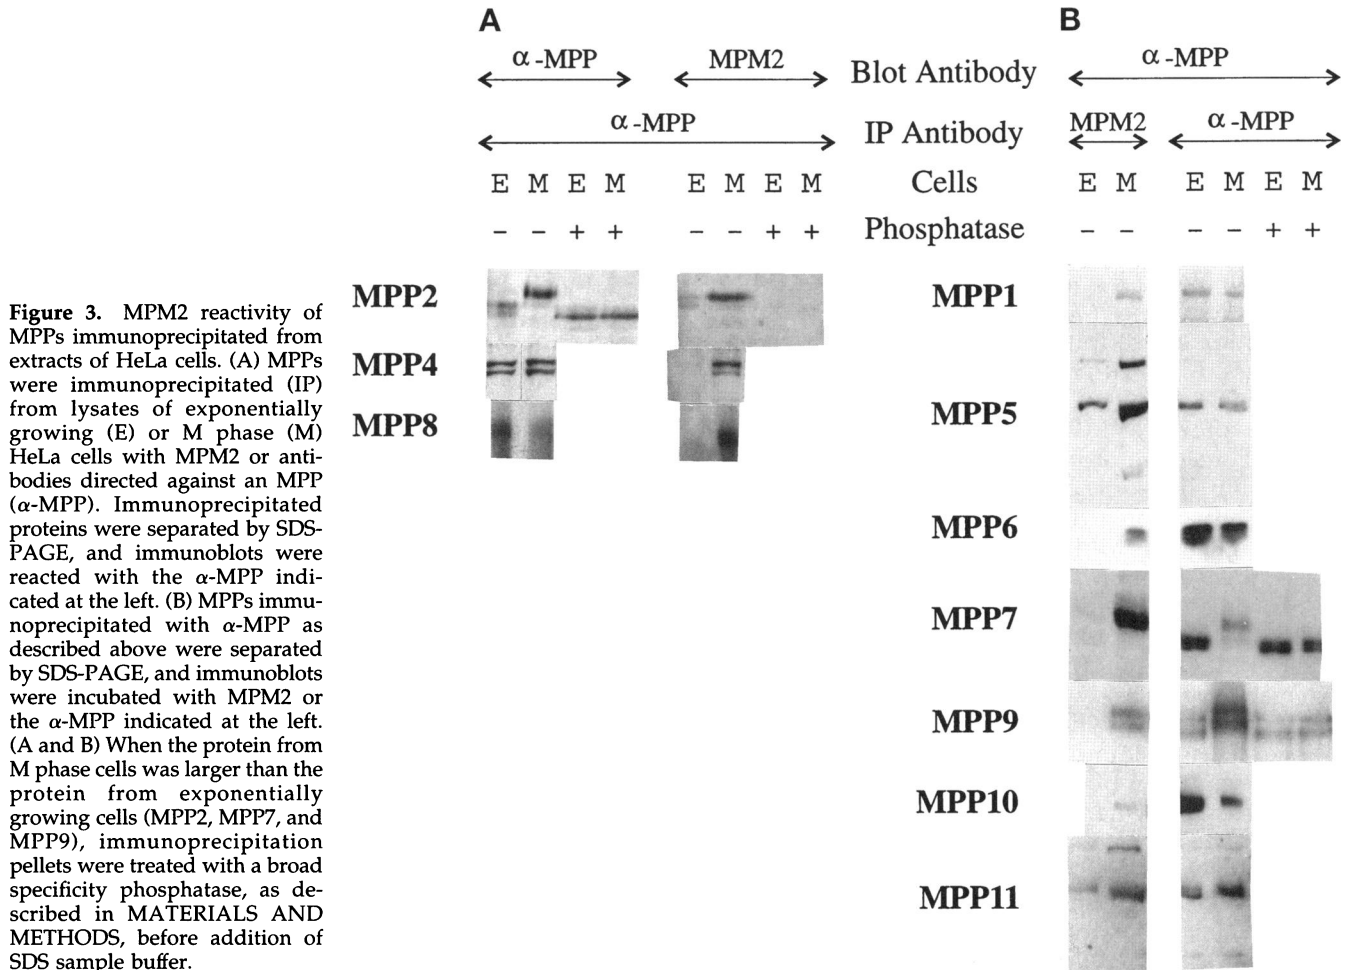 A
B
α-MPP
MPM2
Blot Antibody
α-MPP
α-MPP
IP Antibody
MPM2
α-MPP
E M E M
E M E M
Cells
E M
E M E M
− − + +
− − + +
Phosphatase
− −
− − + +
MPP2
MPP4
MPP8
MPP1
MPP5
MPP6
MPP7
MPP9
MPP10
MPP11
Figure 3. MPM2 reactivity of
MPPs immunoprecipitated from
extracts of HeLa cells. (A) MPPs
were immunoprecipitated (IP)
from lysates of exponentially
growing (E) or M phase (M)
HeLa cells with MPM2 or anti-
bodies directed against an MPP
(α-MPP). Immunoprecipitated
proteins were separated by SDS-
PAGE, and immunoblots were
reacted with the α-MPP indi-
cated at the left. (B) MPPs immu-
noprecipitated with α-MPP as
described above were separated
by SDS-PAGE, and immunoblots
were incubated with MPM2 or
the α-MPP indicated at the left.
(A and B) When the protein from
M phase cells was larger than the
protein from exponentially
growing cells (MPP2, MPP7, and
MPP9), immunoprecipitation
pellets were treated with a broad
specificity phosphatase, as de-
scribed in MATERIALS AND
METHODS, before addition of
SDS sample buffer.